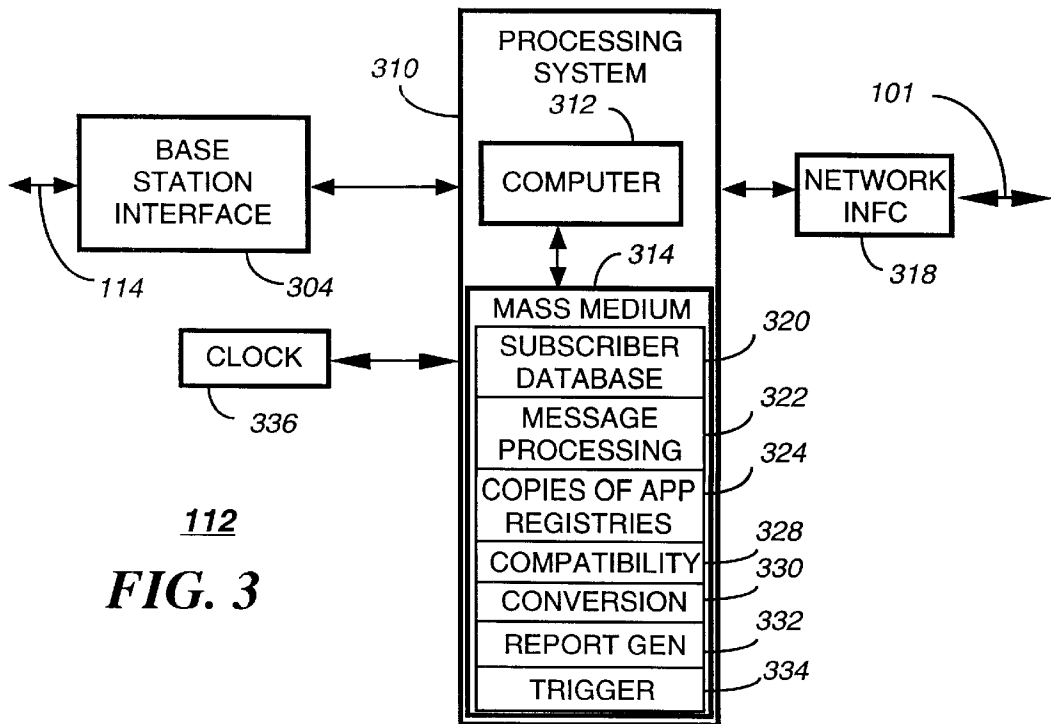 PROCESSING
SYSTEM
310
312
101
BASE
STATION
INTERFACE
COMPUTER
NETWORK
INFC
114
304
314
318
MASS MEDIUM
320
SUBSCRIBER
DATABASE
CLOCK
336
322
MESSAGE
PROCESSING
324
COPIES OF APP
REGISTRIES
112
328
COMPATIBILITY
FIG. 3
330
CONVERSION
332
REPORT GEN
334
TRIGGER